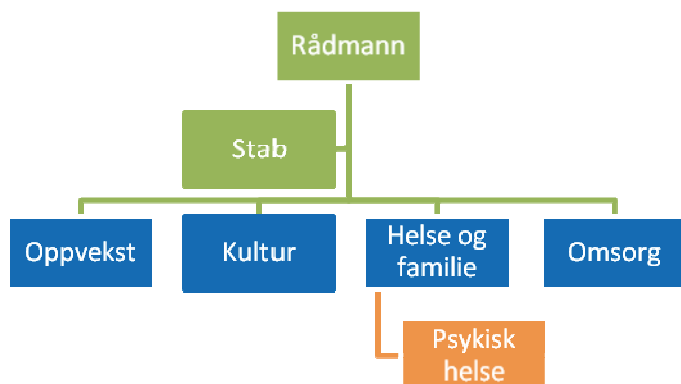 Rådmann
Stab
Oppvekst
Kultur
Helse og
familie
Omsorg
Psykisk
helse